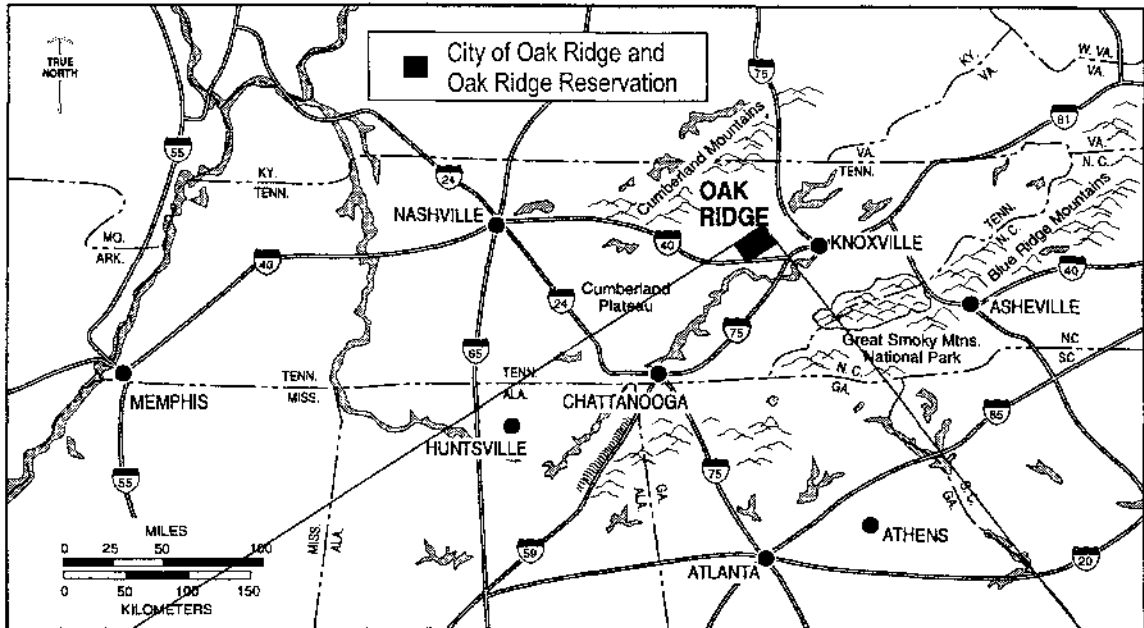 TRUE
NORTH
City of Oak Ridge and
Oak Ridge Reservation
75
KY.
VA.
W. VA.
VA.
81
55
Cumberland Mountains
VA.
TENN.
VA.
N. C.
KY.
TENN.
24
OAK
RIDGE
NASHVILLE
40
KNOXVILLE
TENN.
N. C.
Blue Ridge Mountains
MO.
ARK.
40
40
Cumberland
Plateau
24
ASHEVILLE
75
65
Great Smoky Mtns.
National Park
NC
SC
MEMPHIS
TENN.
MISS.
TENN.
ALA.
N. C.
GA.
CHATTANOOGA
85
HUNTSVILLE
55
75
GA.
ALA.
S.C.
GA.
MISS.
ALA.
MILES
0 25 50 100
0 50 100 150
KILOMETERS
59
ATHENS
ATLANTA
20